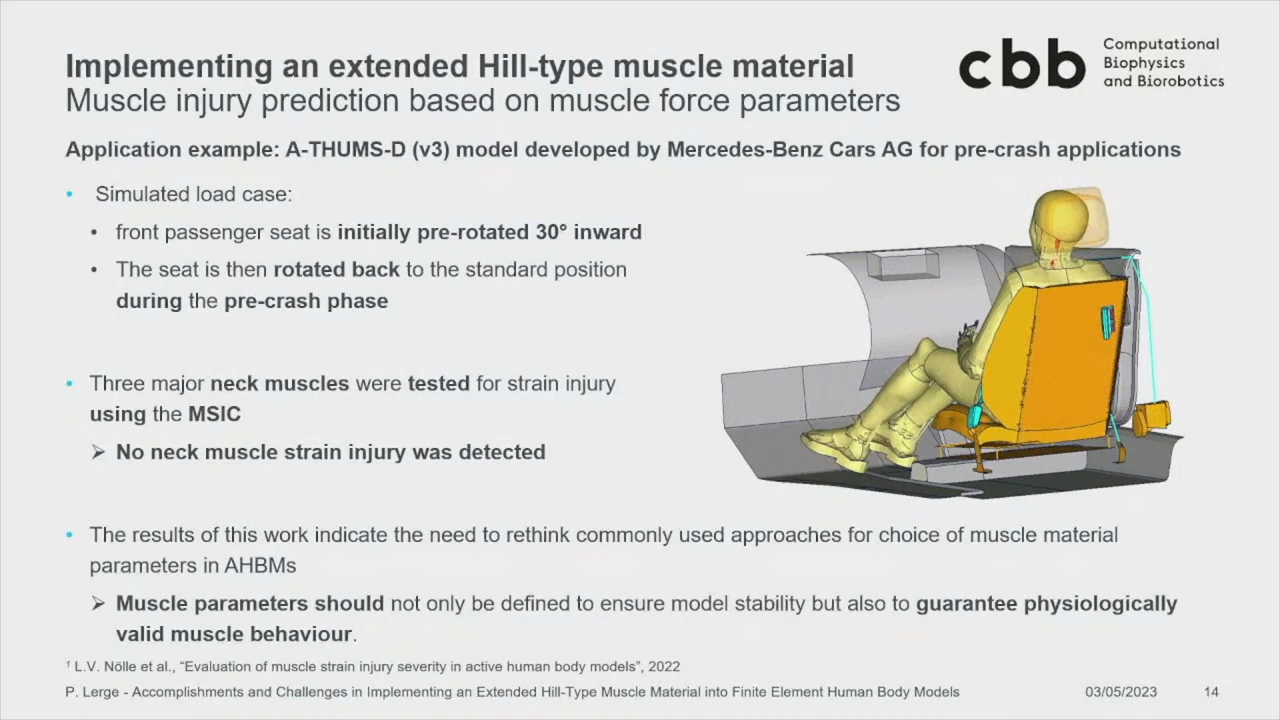 Implementing an extended Hill-type muscle material
Muscle injury prediction based on muscle force parameters
cbb
Computational
Biophysics
and Biorobotics
Application example: A-THUMS-D (v3) model developed by Mercedes-Benz Cars AG for pre-crash applications
• Simulated load case:
• front passenger seat is initially pre-rotated 30° inward
• The seat is then rotated back to the standard position
during the pre-crash phase
• Three major neck muscles were tested for strain injury
using the MSIC
➢ No neck muscle strain injury was detected
• The results of this work indicate the need to rethink commonly used approaches for choice of muscle material
parameters in AHBMs
➢ Muscle parameters should not only be defined to ensure model stability but also to guarantee physiologically
valid muscle behaviour.
¹ L.V. Nölle et al., “Evaluation of muscle strain injury severity in active human body models”, 2022
P. Lerge - Accomplishments and Challenges in Implementing an Extended Hill-Type Muscle Material into Finite Element Human Body Models
03/05/2023
14